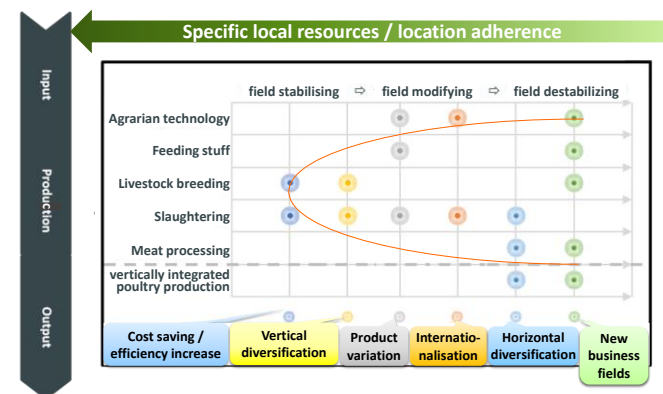 Specific local resources / location adherence
Input
Production
Output
field stabilising ⇨ field modifying ⇨ field destabilizing
Agrarian technology
Feeding stuff
Livestock breeding
Slaughtering
Meat processing
vertically integrated
poultry production
Cost saving /
efficiency increase
Vertical
diversification
Product
variation
Internatio-
nalisation
Horizontal
diversification
New
business
fields